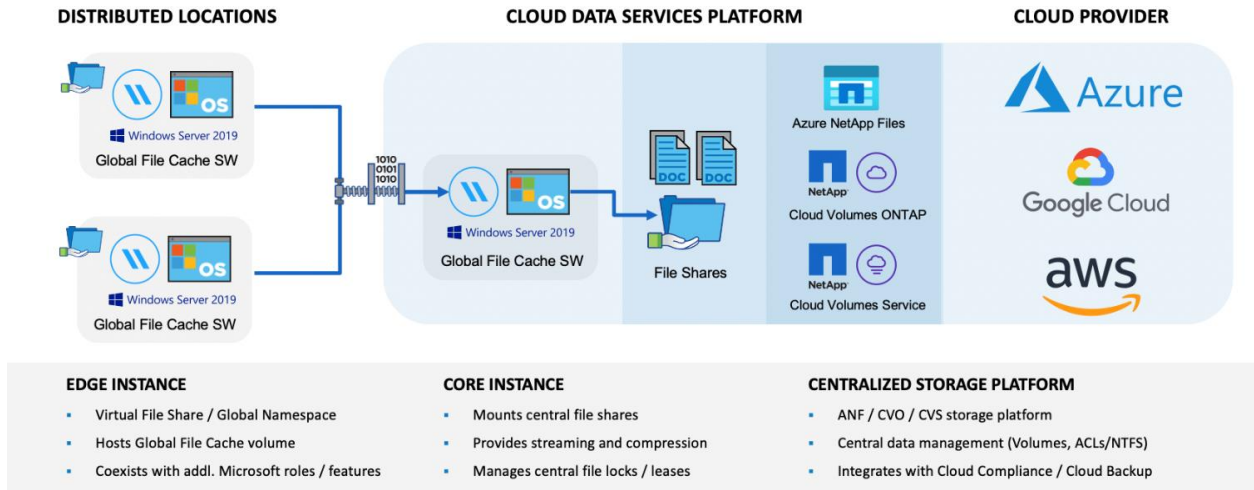 DISTRIBUTED LOCATIONS
CLOUD DATA SERVICES PLATFORM
CLOUD PROVIDER
OS
Windows Server 2019
Global File Cache SW
OS
Windows Server 2019
Global File Cache SW
1010
0101
1010
OS
Windows Server 2019
Global File Cache SW
DOC
DOC
File Shares
Azure NetApp Files
NetApp
Cloud Volumes ONTAP
NetApp
Cloud Volumes Service
Azure
Google Cloud
aws
EDGE INSTANCE
▪ Virtual File Share / Global Namespace
▪ Hosts Global File Cache volume
▪ Coexists with addl. Microsoft roles / features
CORE INSTANCE
▪ Mounts central file shares
▪ Provides streaming and compression
▪ Manages central file locks / leases
CENTRALIZED STORAGE PLATFORM
▪ ANF / CVO / CVS storage platform
▪ Central data management (Volumes, ACLs/NTFS)
▪ Integrates with Cloud Compliance / Cloud Backup